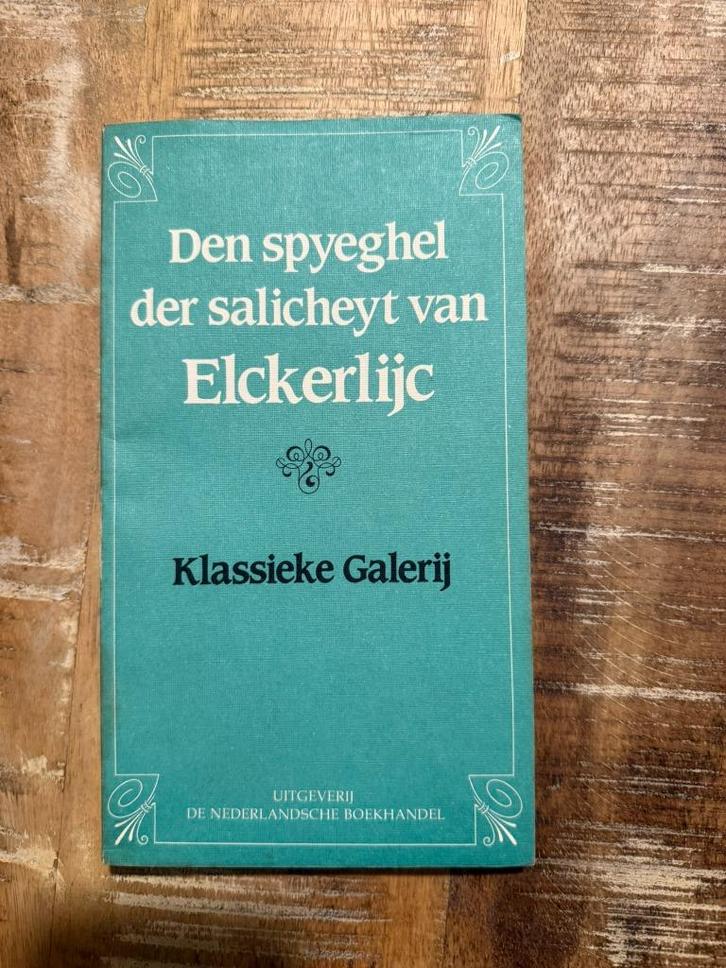 Den spyeghel
der salicheyt van
Elckerlijc
Klassieke Galerij
UITGEVERIJ
DE NEDERLANDSCHE BOEKHANDEL